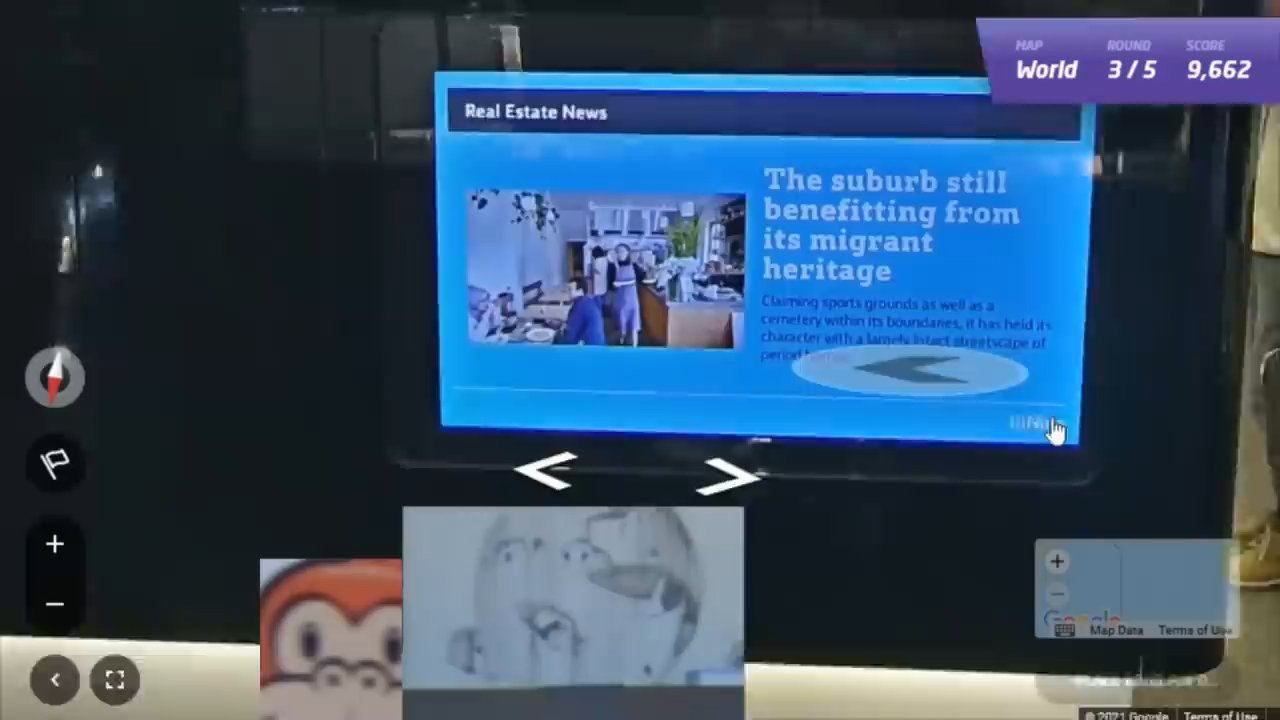 MAP
ROUND
SCORE
World
3 / 5
9,662
Real Estate News
The suburb still
benefitting from
its migrant
heritage
Claiming sports grounds as well as a
cemetery within its boundaries, it has held its
character with a largely intact streetscape of
period
Google
Map Data
Terms of Use
© 2021 Google
Terms of Use